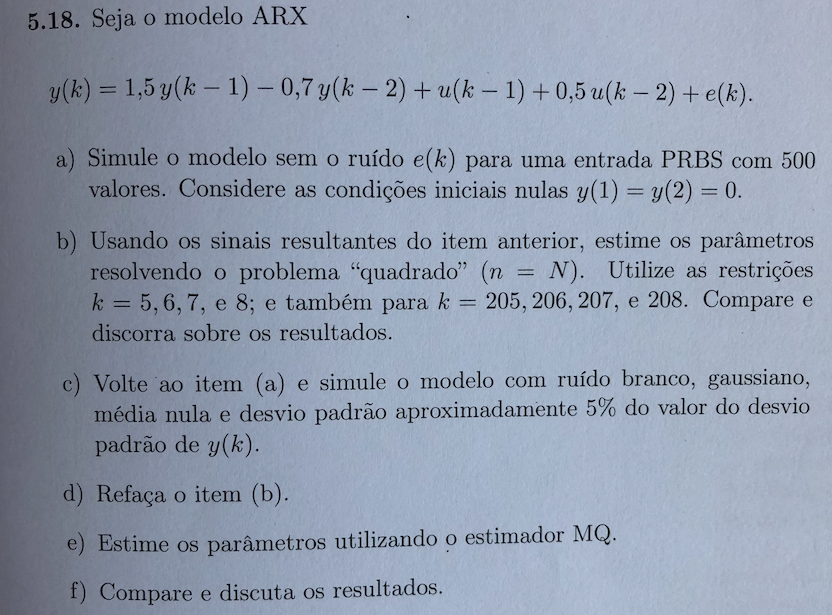 5.18. Seja o modelo ARX
y(k) = 1,5 y(k − 1) − 0,7 y(k − 2) + u(k − 1) + 0,5 u(k − 2) + e(k).
a) Simule o modelo sem o ruído e(k) para uma entrada PRBS com 500
valores. Considere as condições iniciais nulas y(1) = y(2) = 0.
b) Usando os sinais resultantes do item anterior, estime os parâmetros
resolvendo o problema “quadrado” (n = N). Utilize as restrições
k = 5, 6, 7, e 8; e também para k = 205, 206, 207, e 208. Compare e
discorra sobre os resultados.
c) Volte ao item (a) e simule o modelo com ruído branco, gaussiano,
média nula e desvio padrão aproximadamente 5% do valor do desvio
padrão de y(k).
d) Refaça o item (b).
e) Estime os parâmetros utilizando o estimador MQ.
f) Compare e discuta os resultados.